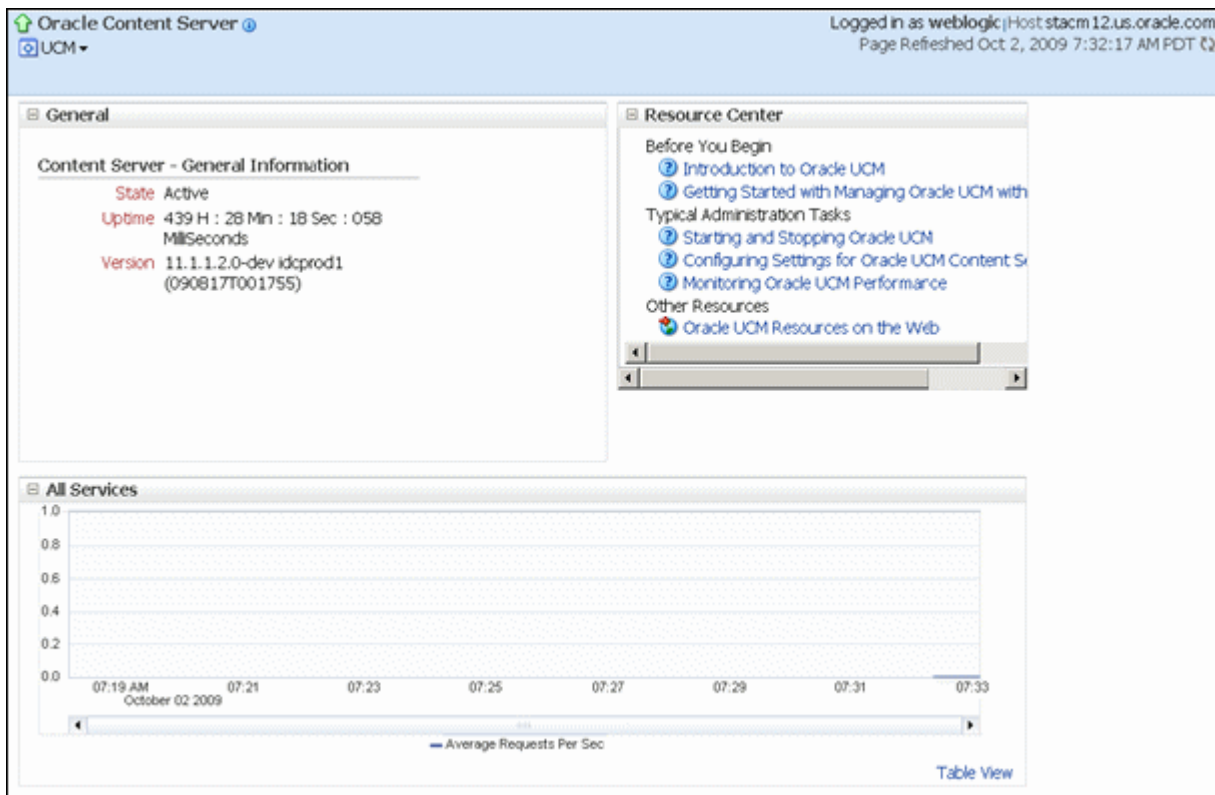 Oracle Content Server
Logged in as weblogic|Host stacm12.us.oracle.com
UCM
Page Refreshed Oct 2, 2009 7:32:17 AM PDT
General
Content Server - General Information
State Active
Uptime 439 H : 28 Min : 18 Sec : 058
MilliSeconds
Version 11.1.1.2.0-dev idcprod1
(090817T001755)
Resource Center
Before You Begin
Introduction to Oracle UCM
Getting Started with Managing Oracle UCM with
Typical Administration Tasks
Starting and Stopping Oracle UCM
Configuring Settings for Oracle UCM Content Se
Monitoring Oracle UCM Performance
Other Resources
Oracle UCM Resources on the Web
All Services
1.0
0.8
0.6
0.4
0.2
0.0
07:19 AM 07:21 07:23 07:25 07:27 07:29 07:31 07:33
October 02 2009
Average Requests Per Sec
Table View